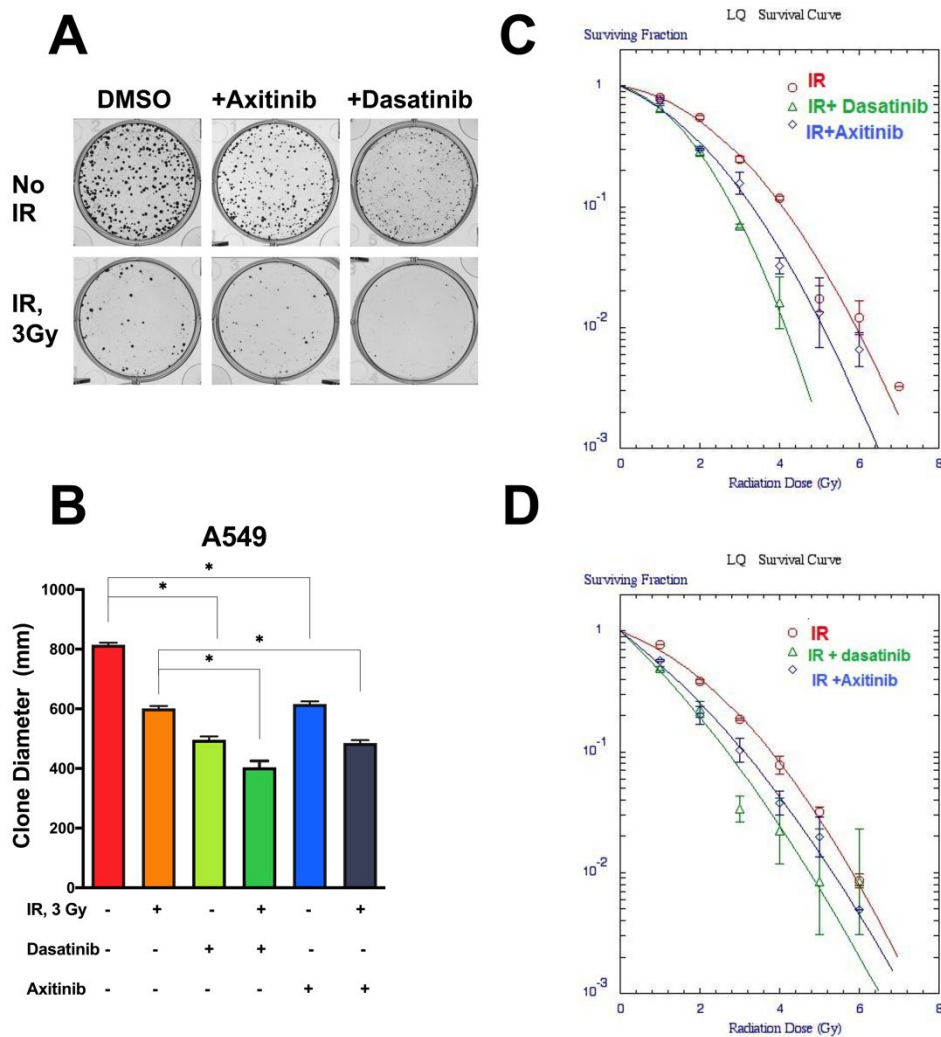 A
DMSO +Axitinib +Dasatinib
No
IR
IR,
3Gy
B
A549
Clone Diameter (mm)
1000
800
600
400
200
0
* * * *
IR, 3 Gy - + - + - +
Dasatinib - - + + - -
Axitinib - - - - + +
C
LQ Survival Curve
Surviving Fraction
IR
IR+ Dasatinib
IR+Axitinib
1
10-1
10-2
10-3
0 2 4 6 8
Radiation Dose (Gy)
D
LQ Survival Curve
Surviving Fraction
IR
IR + dasatinib
IR +Axitinib
1
10-1
10-2
10-3
0 2 4 6 8
Radiation Dose (Gy)